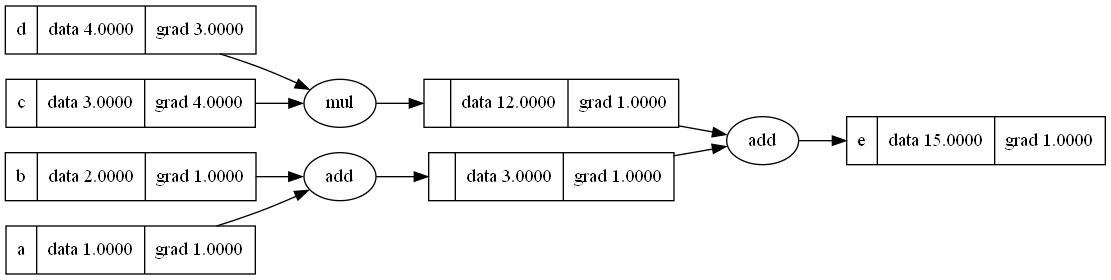 d data 4.0000 grad 3.0000
c data 3.0000 grad 4.0000
mul
data 12.0000 grad 1.0000
add
e data 15.0000 grad 1.0000
b data 2.0000 grad 1.0000
add
data 3.0000 grad 1.0000
a data 1.0000 grad 1.0000